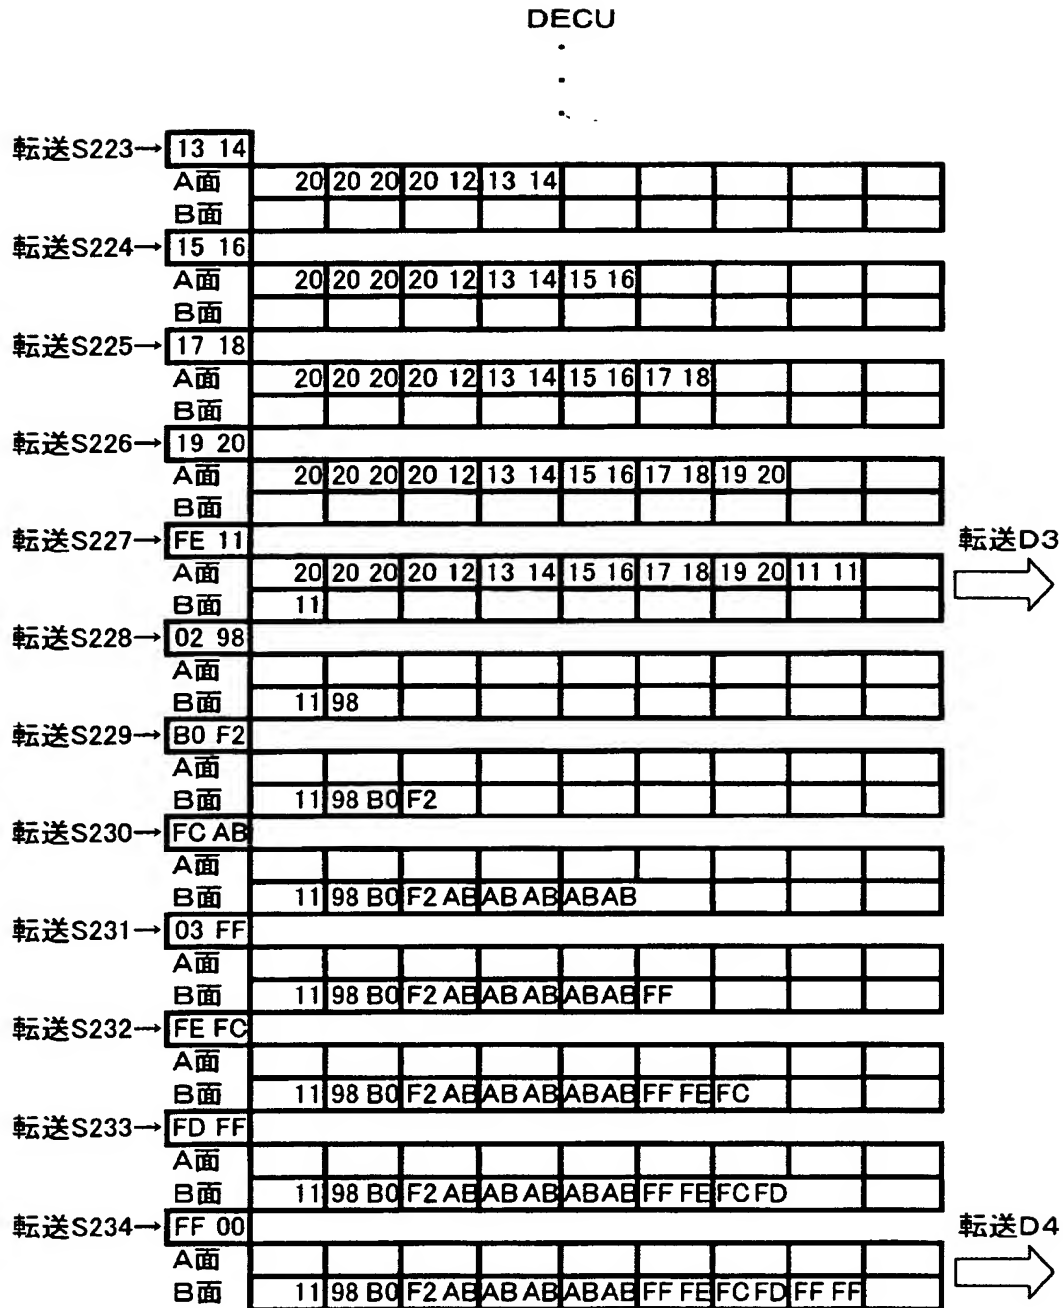 DECU
転送S223→ 13 14
A面 20 20 20 20 12 13 14
B面
転送S224→ 15 16
A面 20 20 20 20 12 13 14 15 16
B面
転送S225→ 17 18
A面 20 20 20 20 12 13 14 15 16 17 18
B面
転送S226→ 19 20
A面 20 20 20 20 12 13 14 15 16 17 18 19 20
B面
転送S227→ FE 11 転送D3
A面 20 20 20 20 12 13 14 15 16 17 18 19 20 11 11
B面 11
転送S228→ 02 98
A面
B面 11 98
転送S229→ B0 F2
A面
B面 11 98 B0 F2
転送S230→ FC AB
A面
B面 11 98 B0 F2 AB AB AB AB AB
転送S231→ 03 FF
A面
B面 11 98 B0 F2 AB AB AB AB AB FF
転送S232→ FE FC
A面
B面 11 98 B0 F2 AB AB AB AB AB FF FE FC
転送S233→ FD FF
A面
B面 11 98 B0 F2 AB AB AB AB AB FF FE FC FD
転送S234→ FF 00 転送D4
A面
B面 11 98 B0 F2 AB AB AB AB AB FF FE FC FD FF FF